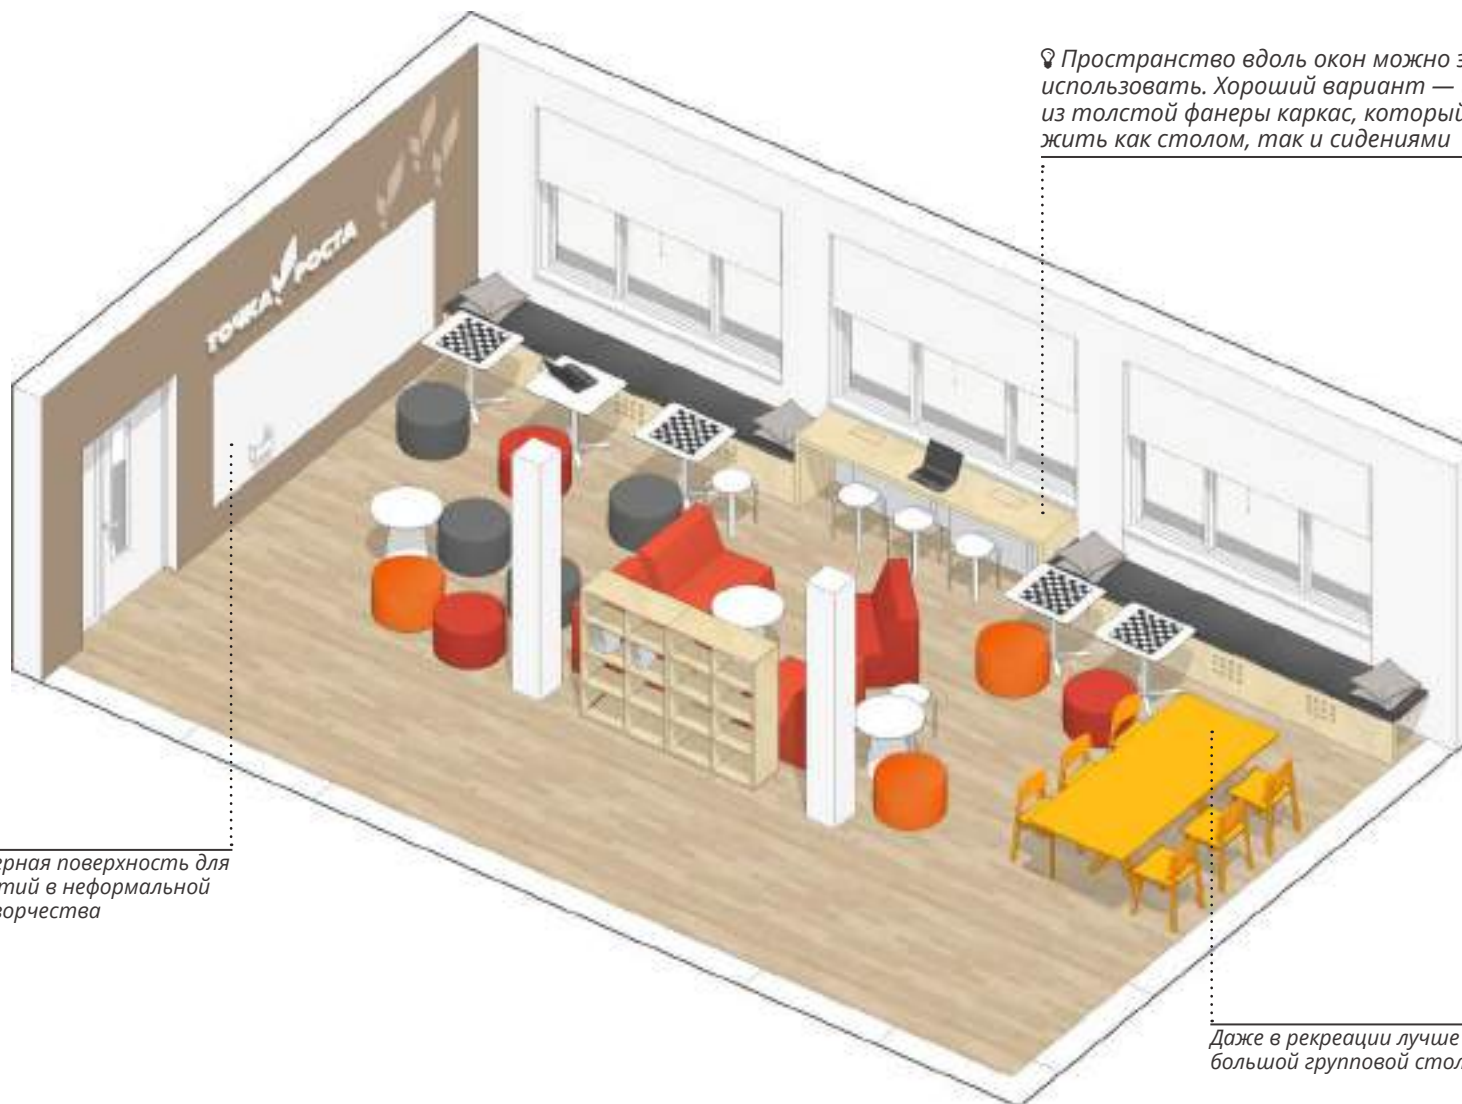 Пространство вдоль окон можно з
использовать. Хороший вариант —
из толстой фанеры каркас, который
жить как столом, так и сидениями
ТОЧКА РОСТА
ерная поверхность для
тий в неформальной
ворчества
Даже в рекреации лучше
большой групповой стол